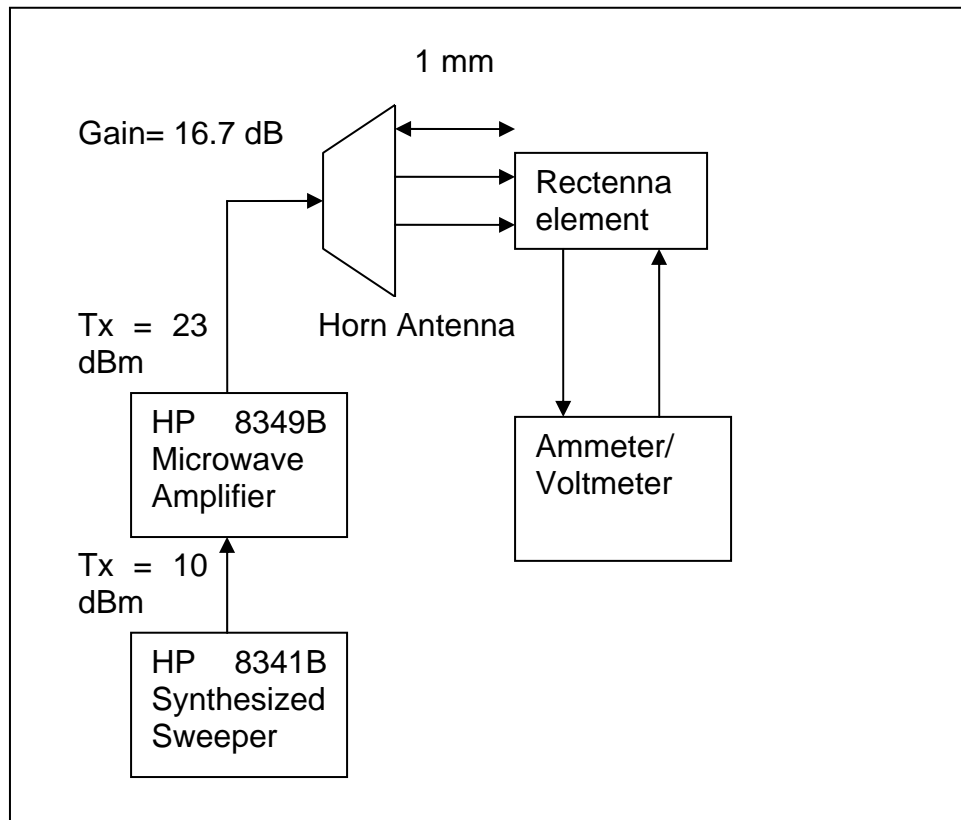 1 mm
Gain= 16.7 dB
Rectenna
element
Horn Antenna
Tx = 23
dBm
HP 8349B
Microwave
Amplifier
Ammeter/
Voltmeter
Tx = 10
dBm
HP 8341B
Synthesized
Sweeper